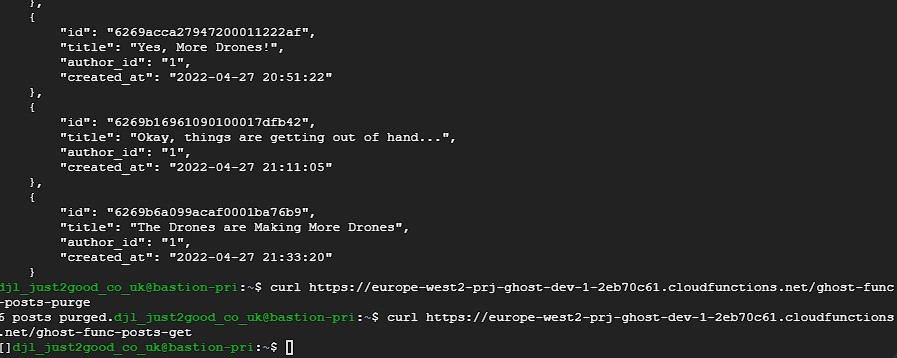 },
{
"id": "6269acca27947200011222af",
"title": "Yes, More Drones!",
"author_id": "1",
"created_at": "2022-04-27 20:51:22"
},
{
"id": "6269b16961090100017dfb42",
"title": "Okay, things are getting out of hand...",
"author_id": "1",
"created_at": "2022-04-27 21:11:05"
},
{
"id": "6269b6a099acaf0001ba76b9",
"title": "The Drones are Making More Drones",
"author_id": "1",
"created_at": "2022-04-27 21:33:20"
}
djl_just2good_co_uk@bastion-pri:~$ curl https://europe-west2-prj-ghost-dev-1-2eb70c61.cloudfunctions.net/ghost-func
-posts-purge
6 posts purged.djl_just2good_co_uk@bastion-pri:~$ curl https://europe-west2-prj-ghost-dev-1-2eb70c61.cloudfunctions
.net/ghost-func-posts-get
[]djl_just2good_co_uk@bastion-pri:~$